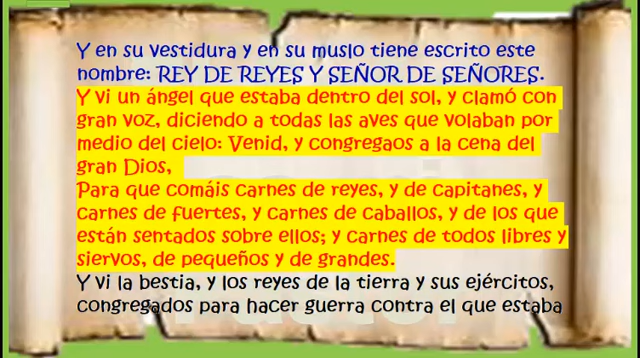 Y en su vestidura y en su muslo tiene escrito este
nombre: REY DE REYES Y SEÑOR DE SEÑORES.
Y vi un ángel que estaba dentro del sol, y clamó con
gran voz, diciendo a todas las aves que volaban por
medio del cielo: Venid, y congregaos a la cena del
gran Dios,
Para que comáis carnes de reyes, y de capitanes, y
carnes de fuertes, y carnes de caballos, y de los que
están sentados sobre ellos; y carnes de todos libres y
siervos, de pequeños y de grandes.
Y vi la bestia, y los reyes de la tierra y sus ejércitos,
congregados para hacer guerra contra el que estaba